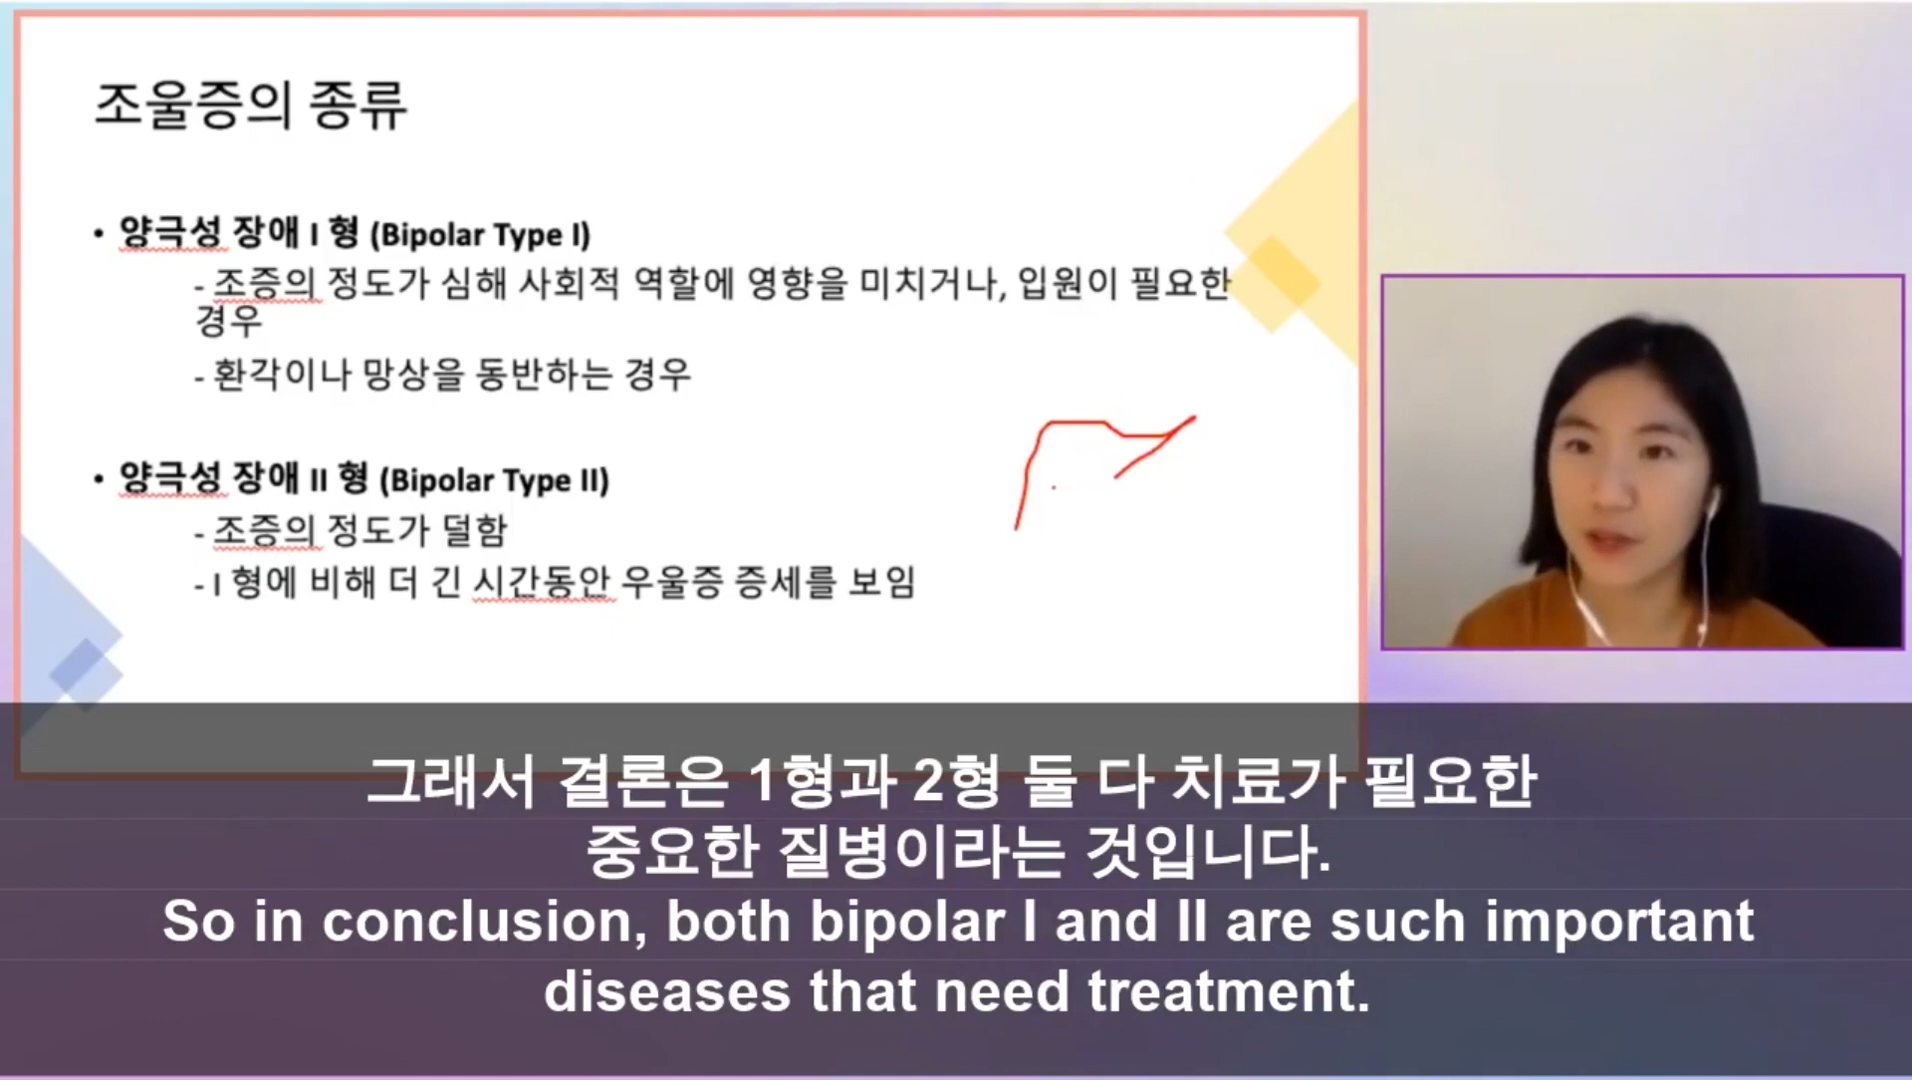 조울증의 종류
• 양극성 장애 I 형 (Bipolar Type I)
- 조증의 정도가 심해 사회적 역할에 영향을 미치거나, 입원이 필요한
경우
- 환각이나 망상을 동반하는 경우
• 양극성 장애 II 형 (Bipolar Type II)
- 조증의 정도가 덜함
- I 형에 비해 더 긴 시간동안 우울증 증세를 보임
그래서 결론은 1형과 2형 둘 다 치료가 필요한
중요한 질병이라는 것입니다.
So in conclusion, both bipolar I and II are such important
diseases that need treatment.